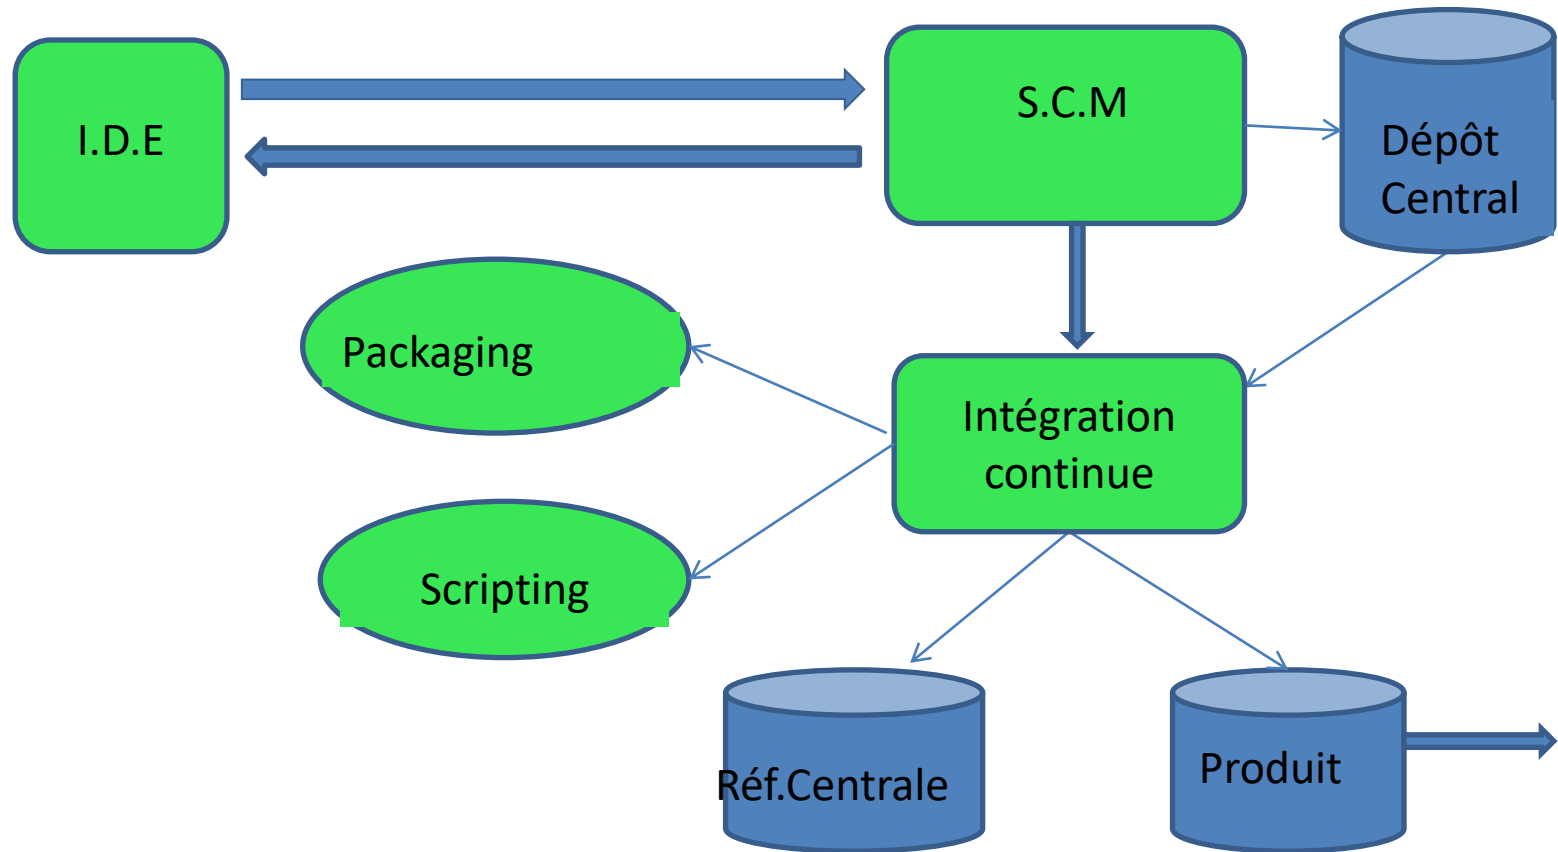 I.D.E
S.C.M
Dépôt
Central
Packaging
Intégration
continue
Scripting
Réf.Centrale
Produit